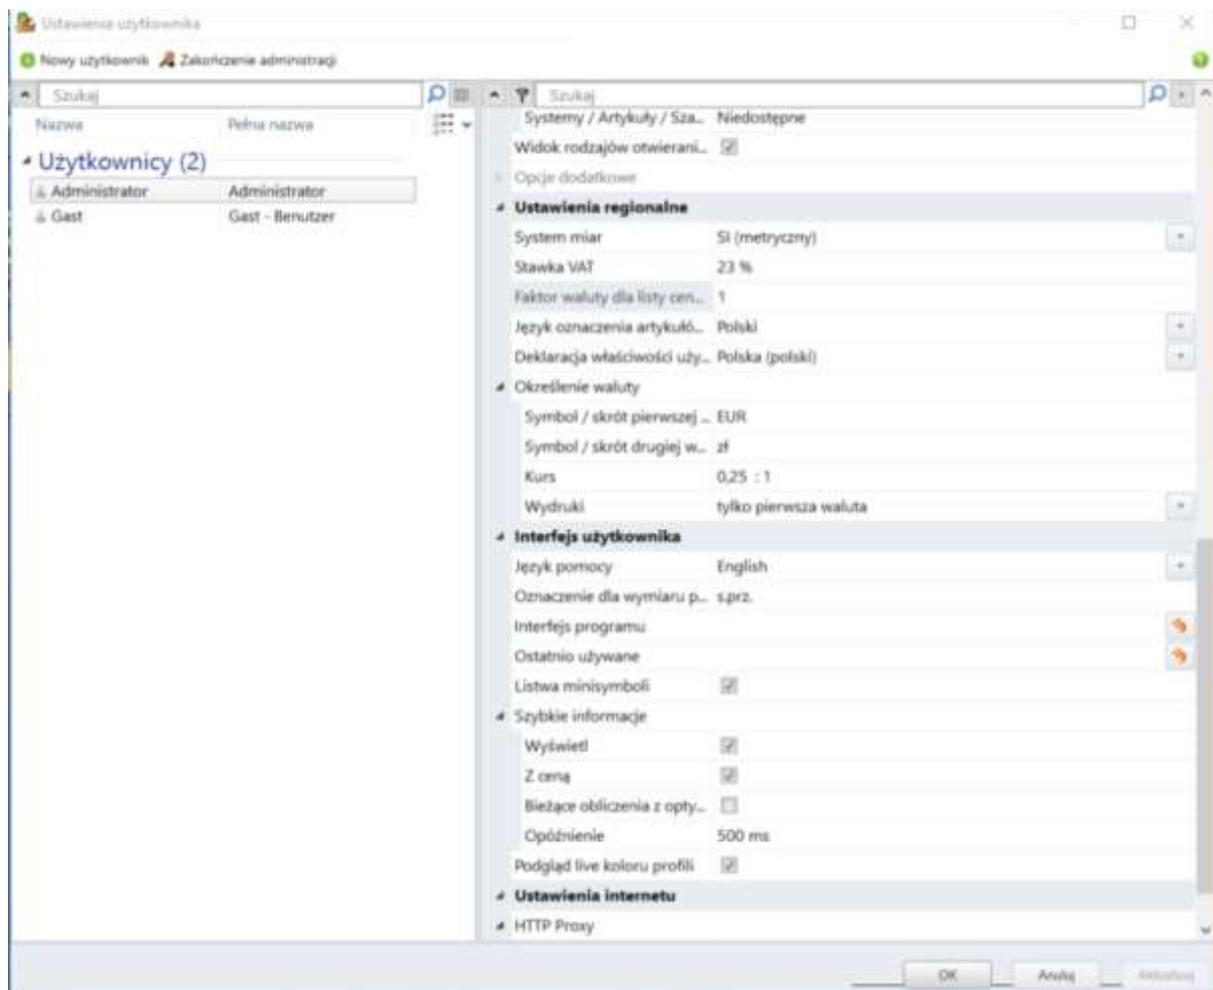 Ustawienia użytkownika
Nowy użytkownik Zakończenie administracji
Szukaj
Nazwa Pełna nazwa
Użytkownicy (2)
Administrator Administrator
Gast Gast - Benutzer
Szukaj
Systemy / Artykuły / Sza... Niedostępne
Widok rodzajów otwierani...
Opcje dodatkowe
Ustawienia regionalne
System miar SI (metryczny)
Stawka VAT 23 %
Faktor waluty dla listy cen... 1
Język oznaczenia artykułó... Polski
Deklaracja właściwości uży... Polska (polski)
Określenie waluty
Symbol / skrót pierwszej ... EUR
Symbol / skrót drugiej w... zł
Kurs 0,25 : 1
Wydruki tylko pierwsza waluta
Interfejs użytkownika
Język pomocy English
Oznaczenie dla wymiaru p... s.prz.
Interfejs programu
Ostatnio używane
Listwa minisymboli
Szybkie informacje
Wyświetl
Z ceną
Bieżące obliczenia z opty...
Opóźnienie 500 ms
Podgląd live koloru profili
Ustawienia internetu
HTTP Proxy
OK Anuluj